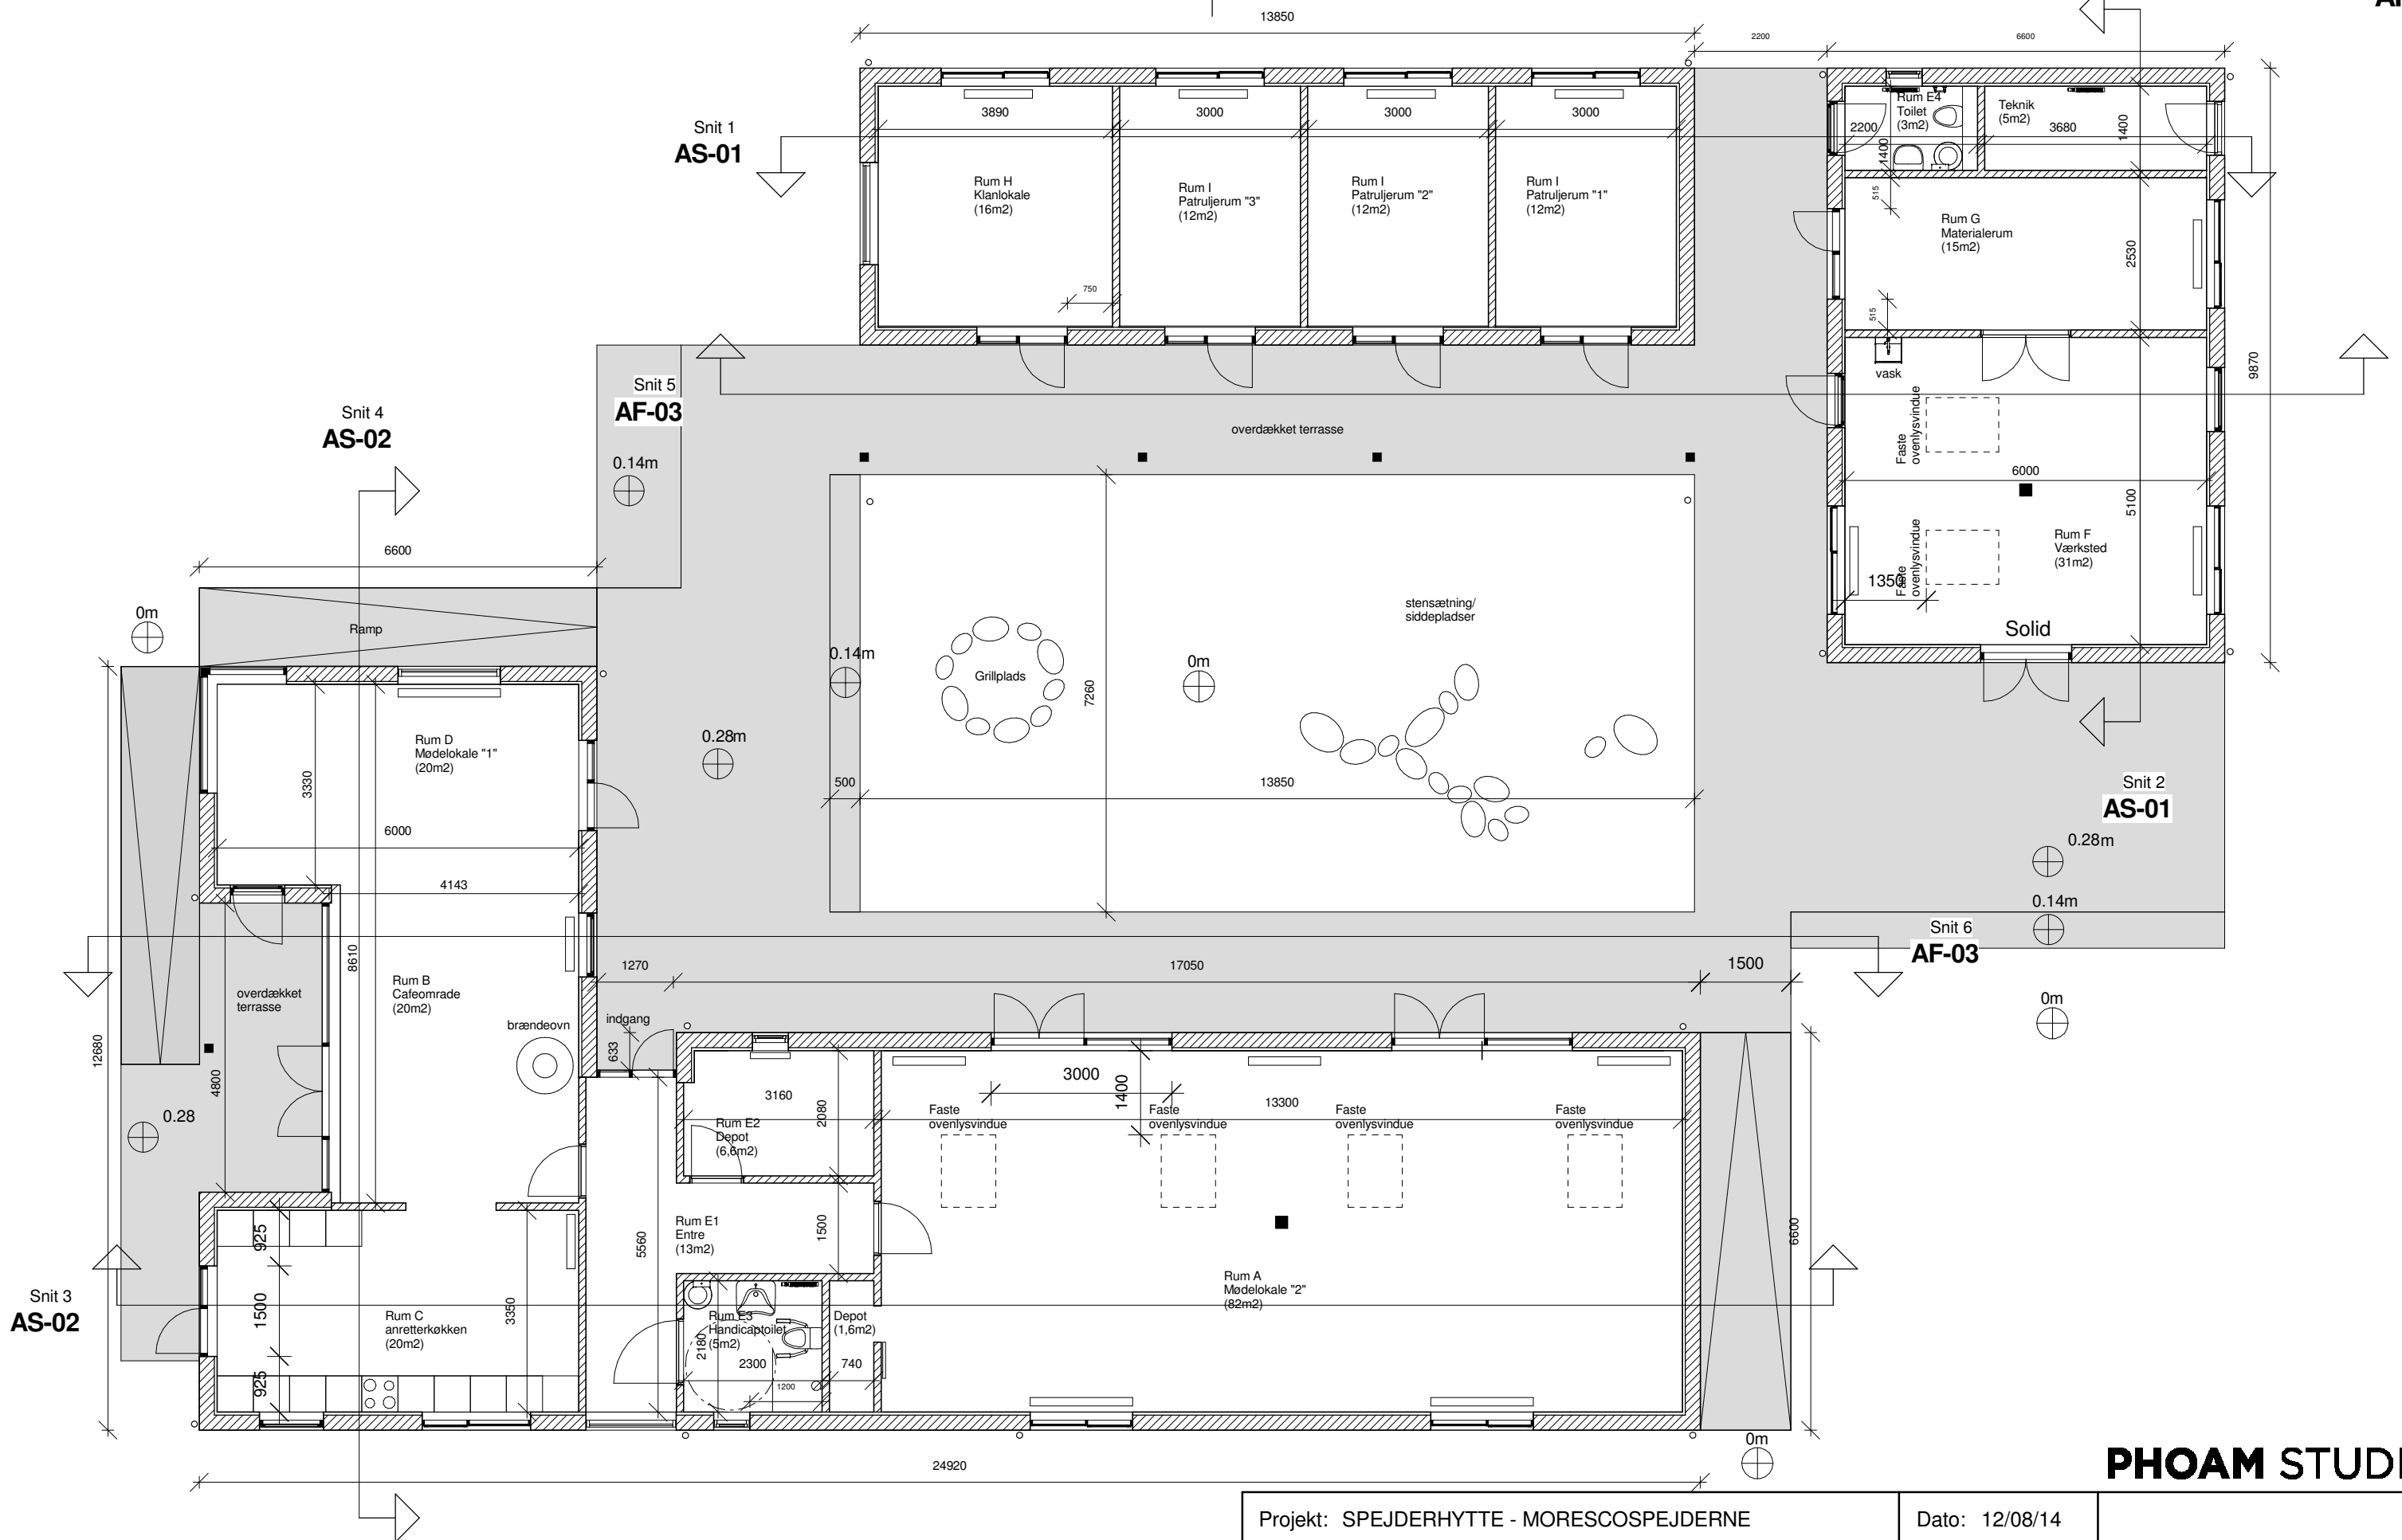 13850
2200
6600
Snit 1
AS-01
3890
3000
3000
3000
Rum H
Klanlokale
(16m2)
Rum I
Patruljerum "3"
(12m2)
Rum I
Patruljerum "2"
(12m2)
Rum I
Patruljerum "1"
(12m2)
750
Rum E4
Toilet
(3m2)
2200
1400
Teknik
(5m2)
3680
1400
515
Rum G
Materialerum
(15m2)
2530
515
vask
9870
Faste
ovenlysvindue
6000
5100
Faste
ovenlysvindue
1350
Rum F
Værksted
(31m2)
Solid
Snit 5
AF-03
Snit 4
AS-02
overdækket terrasse
0.14m
6600
0m
Ramp
stensætning/
siddepladser
0.14m
0m
Grillplads
7260
0.28m
500
13850
Rum D
Mødelokale "1"
(20m2)
3330
6000
4143
Snit 2
AS-01
0.28m
0.14m
Snit 6
AF-03
0m
8610
1270
17050
1500
Rum B
Cafeomrade
(20m2)
overdækket
terrasse
brændeovn
indgang
633
12680
4800
0.28
3160
2080
Rum E2
Depot
(6,6m2)
3000
1400
13300
Faste
ovenlysvindue
Faste
ovenlysvindue
Faste
ovenlysvindue
Faste
ovenlysvindue
925
1500
925
5560
Rum E1
Entre
(13m2)
1500
6600
Snit 3
AS-02
Rum C
anretterkøkken
(20m2)
3350
Rum E3
Handicaptoilet
(5m2)
2180
2300
1200
Depot
(1,6m2)
740
Rum A
Mødelokale "2"
(82m2)
0m
24920
PHOAM STUDI
Projekt: SPEJDERHYTTE - MORESCOSPEJDERNE
Dato: 12/08/14